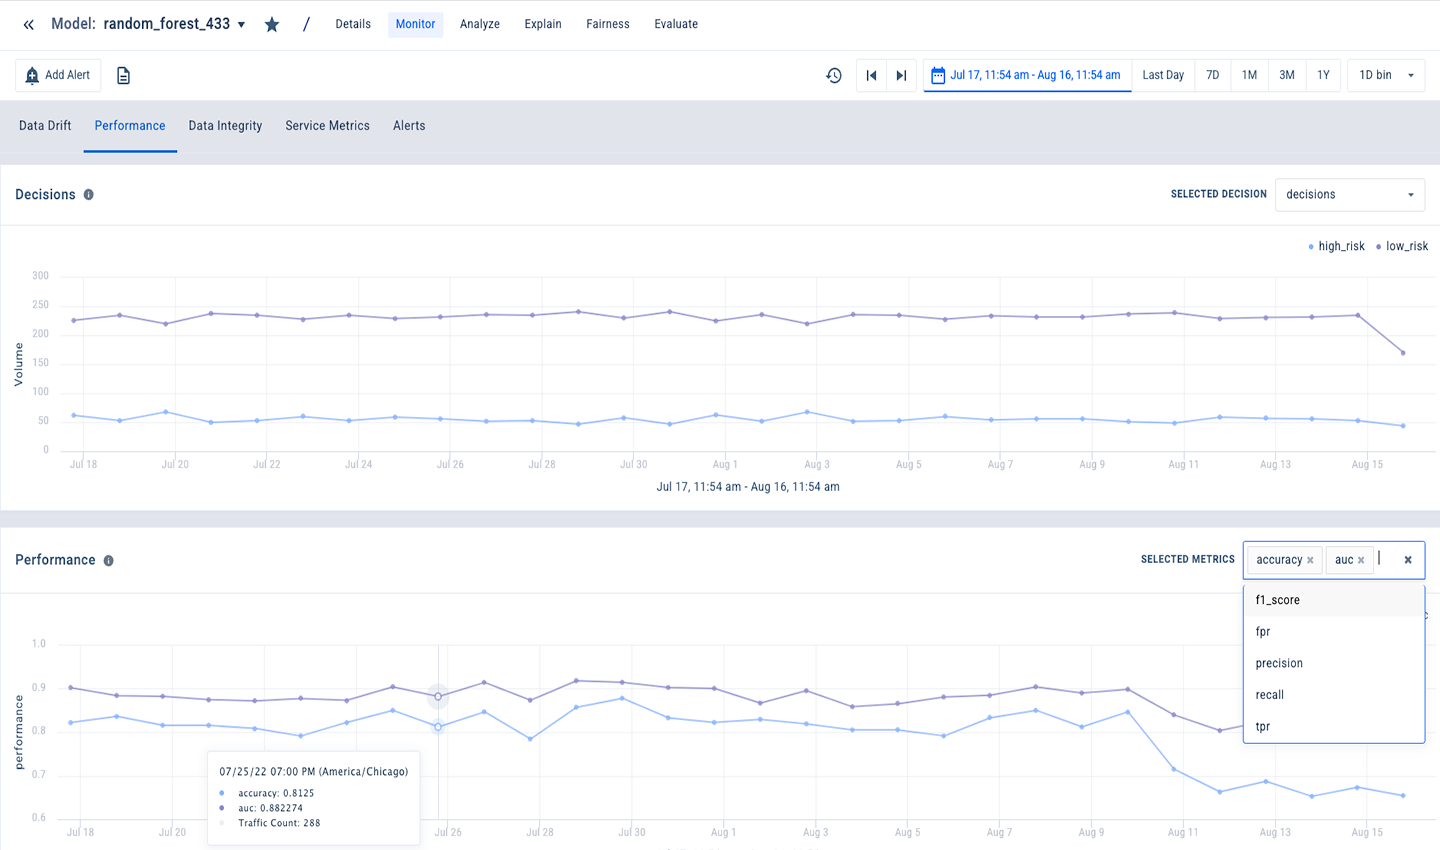 « Model: random_forest_433 / Details Monitor Analyze Explain Fairness Evaluate
Add Alert Jul 17, 11:54 am - Aug 16, 11:54 am Last Day 7D 1M 3M 1Y 1D bin
Data Drift Performance Data Integrity Service Metrics Alerts
Decisions SELECTED DECISION decisions
high_risk low_risk
300
250
200
150
100
50
0
Volume
Jul 18 Jul 20 Jul 22 Jul 24 Jul 26 Jul 28 Jul 30 Aug 1 Aug 3 Aug 5 Aug 7 Aug 9 Aug 11 Aug 13 Aug 15
Jul 17, 11:54 am - Aug 16, 11:54 am
Performance SELECTED METRICS accuracy × auc × ×
f1_score
fpr
precision
recall
tpr
1.0
0.9
0.8
0.7
0.6
performance
07/25/22 07:00 PM (America/Chicago)
accuracy: 0.8125
auc: 0.882274
Traffic Count: 288
Jul 18 Jul 20 Jul 26 Jul 28 Jul 30 Aug 1 Aug 3 Aug 5 Aug 7 Aug 9 Aug 11 Aug 13 Aug 15